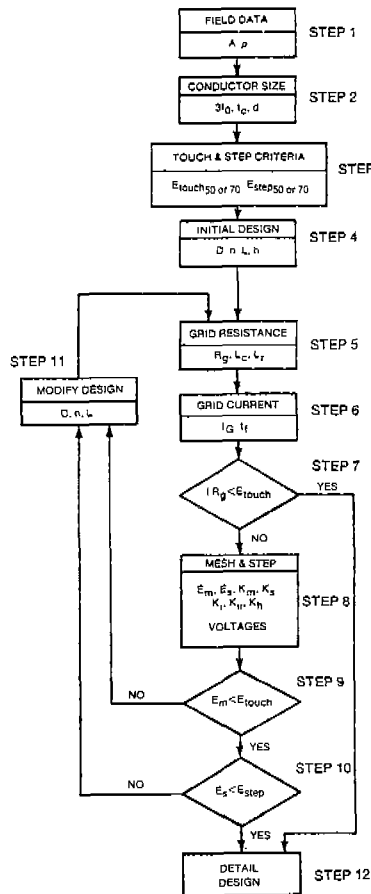 FIELD DATA
A ρ
STEP 1
CONDUCTOR SIZE
3I0, tc, d
STEP 2
TOUCH & STEP CRITERIA
Etouch50 or 70 Estep50 or 70
STEP
INITIAL DESIGN
D n L h
STEP 4
GRID RESISTANCE
Rg, Lc, Lr
STEP 5
STEP 11
MODIFY DESIGN
D, n, L
GRID CURRENT
IG tf
STEP 6
STEP 7
I Rg<Etouch
YES
NO
MESH & STEP
Em, Es, Km, Ks
Ki, Kii, Kh
VOLTAGES
STEP 8
STEP 9
NO
Em<Etouch
YES
STEP 10
NO
Es<Estep
YES
DETAIL
DESIGN
STEP 12